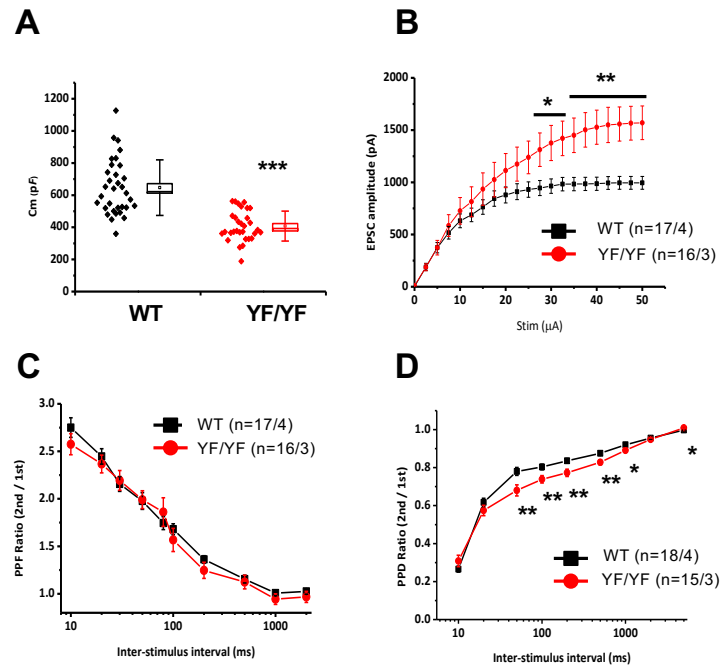 A
Cm (pF)
1200
1000
800
600
400
200
0
***
WT
YF/YF
B
EPSC amplitude (pA)
2000
1500
1000
500
0
*
**
WT (n=17/4)
YF/YF (n=16/3)
0 10 20 30 40 50
Stim (μA)
C
PPF Ratio (2nd / 1st)
3.0
2.5
2.0
1.5
1.0
WT (n=17/4)
YF/YF (n=16/3)
10 100 1000
Inter-stimulus interval (ms)
D
PPD Ratio (2nd / 1st)
1.0
0.8
0.6
0.4
0.2
0.0
** ** ** ** * *
WT (n=18/4)
YF/YF (n=15/3)
10 100 1000
Inter-stimulus interval (ms)